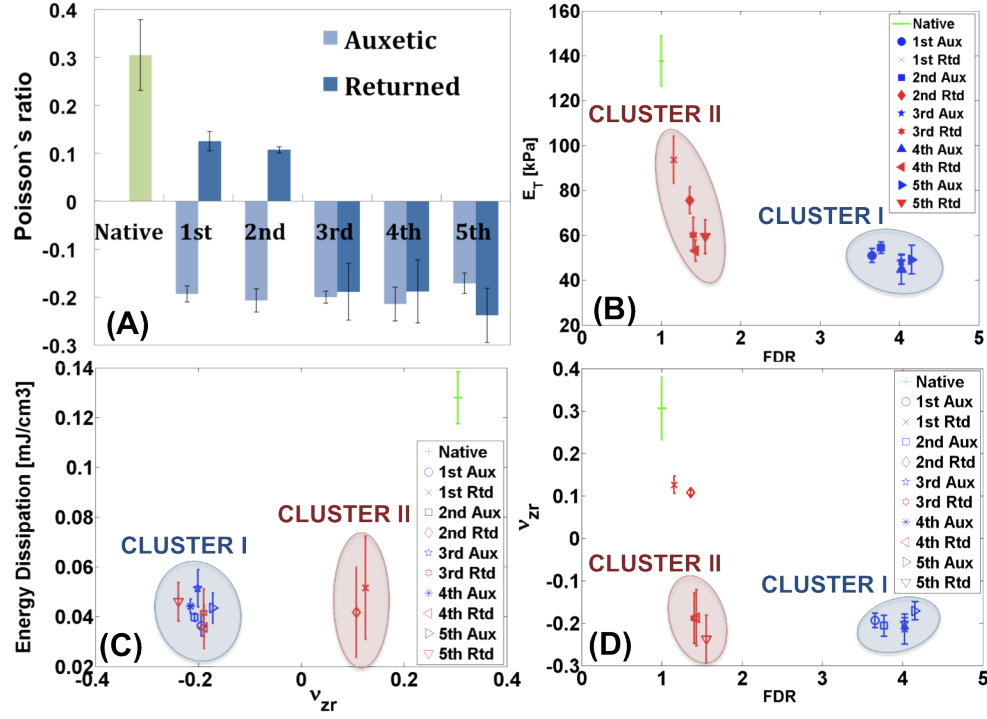 0.4
0.3
0.2
0.1
0
-0.1
-0.2
-0.3
Poisson`s ratio
Auxetic
Returned
Native 1st 2nd 3rd 4th 5th
(A)
160
140
120
100
80
60
40
20
E_T [kPa]
CLUSTER II
CLUSTER I
Native
1st Aux
1st Rtd
2nd Aux
2nd Rtd
3rd Aux
3rd Rtd
4th Aux
4th Rtd
5th Aux
5th Rtd
(B)
0 1 2 3 4 5
FDR
0.14
0.12
0.1
0.08
0.06
0.04
0.02
Energy Dissipation [mJ/cm3]
CLUSTER I
CLUSTER II
Native
1st Aux
1st Rtd
2nd Aux
2nd Rtd
3rd Aux
3rd Rtd
4th Aux
4th Rtd
5th Aux
5th Rtd
(C)
-0.4 -0.2 0 0.2 0.4
ν_zr
0.4
0.3
0.2
0.1
0
-0.1
-0.2
-0.3
ν_zr
CLUSTER II
CLUSTER I
Native
1st Aux
1st Rtd
2nd Aux
2nd Rtd
3rd Aux
3rd Rtd
4th Aux
4th Rtd
5th Aux
5th Rtd
(D)
0 1 2 3 4 5
FDR